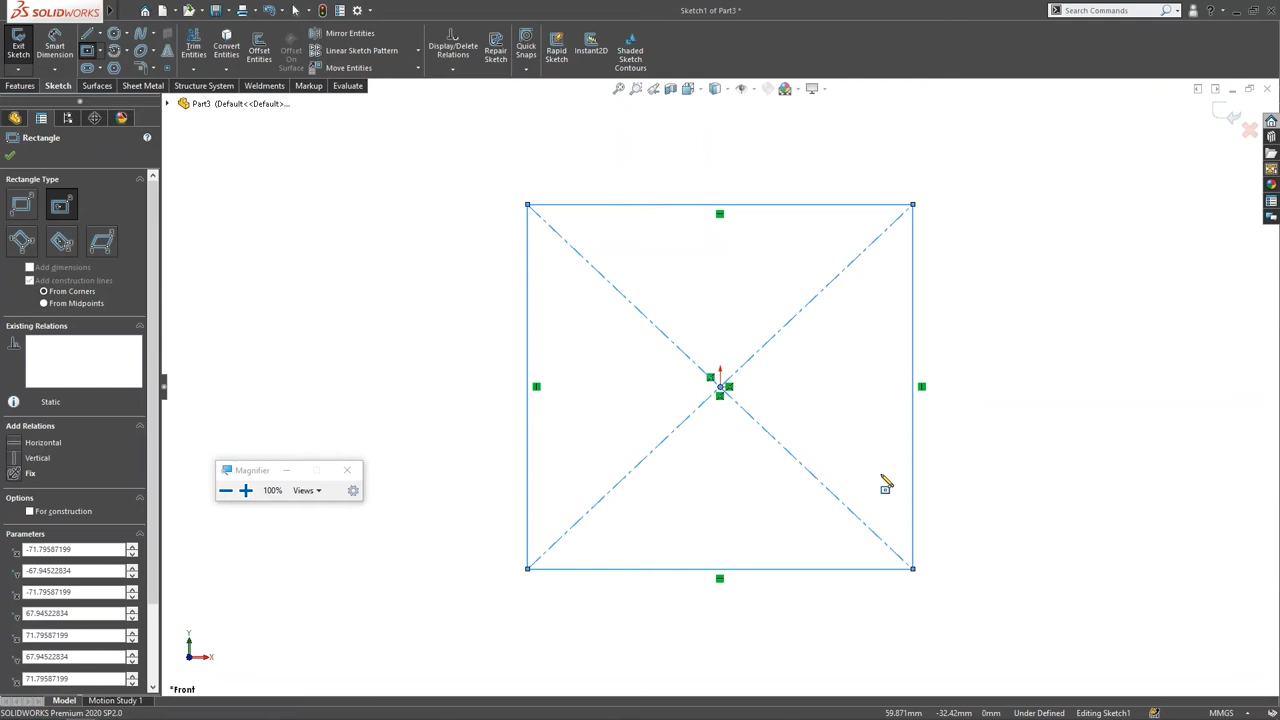 SOLIDWORKS
Sketch1 of Part3 *
Search Commands
Exit Sketch
Smart Dimension
Trim Entities
Convert Entities
Offset Entities
Offset On Surface
Mirror Entities
Linear Sketch Pattern
Move Entities
Display/Delete Relations
Repair Sketch
Quick Snaps
Rapid Sketch
Instant2D
Shaded Sketch Contours
Features
Sketch
Surfaces
Sheet Metal
Structure System
Weldments
Markup
Evaluate
Part3 (Default<<Default>...
Rectangle
Rectangle Type
Add dimensions
Add construction lines
From Corners
From Midpoints
Existing Relations
Static
Add Relations
Horizontal
Vertical
Fix
Options
For construction
Parameters
-71.79587199
-67.94522834
-71.79587199
67.94522834
71.79587199
67.94522834
71.79587199
Magnifier
100%
Views
Y
X
*Front
Model
Motion Study 1
SOLIDWORKS Premium 2020 SP2.0
59.871mm
-32.42mm
0mm
Under Defined
Editing Sketch1
MMGS